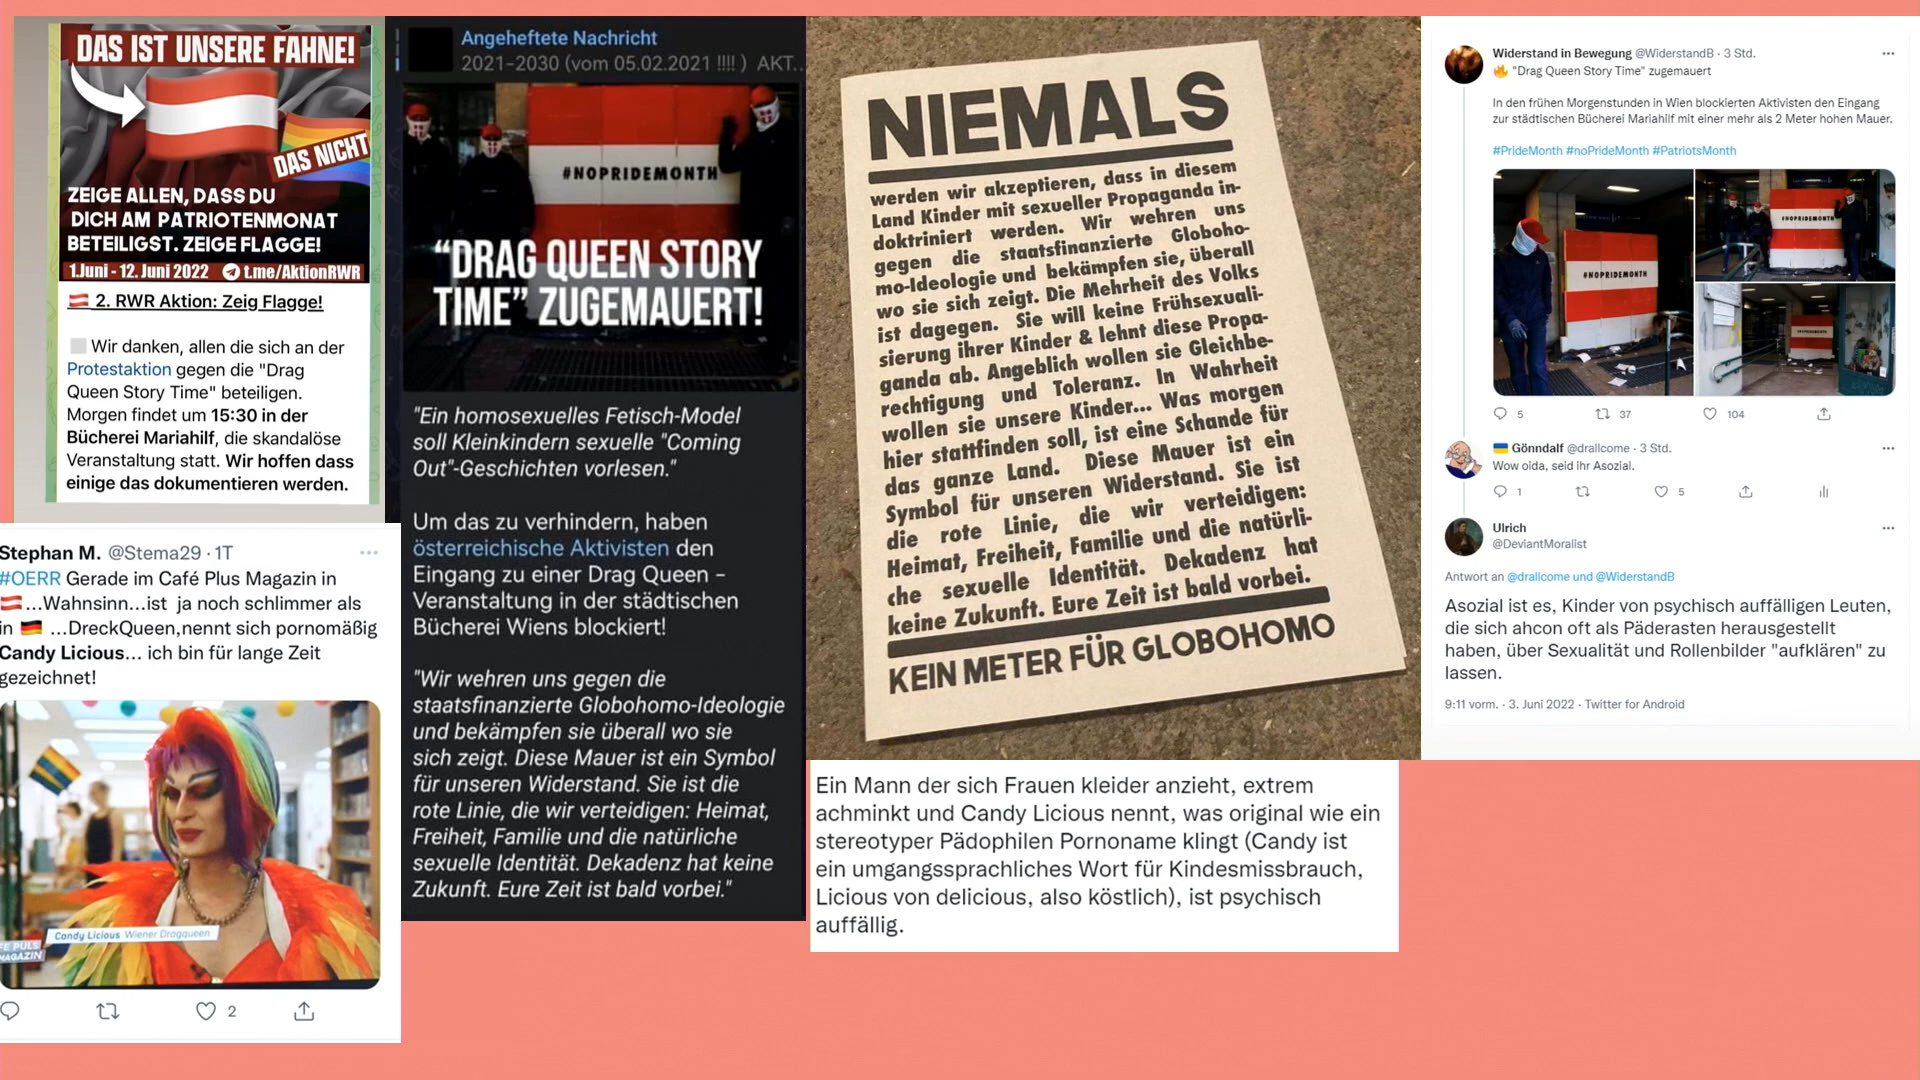 DAS IST UNSERE FAHNE!
DAS NICHT
ZEIGE ALLEN, DASS DU
DICH AM PATRIOTENMONAT
BETEILIGST. ZEIGE FLAGGE!
1.Juni - 12. Juni 2022 t.me/AktionRWR
2. RWR Aktion: Zeig Flagge!
Wir danken, allen die sich an der
Protestaktion gegen die "Drag
Queen Story Time" beteiligen.
Morgen findet um 15:30 in der
Bücherei Mariahilf, die skandalöse
Veranstaltung statt. Wir hoffen dass
einige das dokumentieren werden.
Stephan M. @Stema29 · 1T
#OERR Gerade im Café Plus Magazin in
...Wahnsinn...ist ja noch schlimmer als
in ...DreckQueen,nennt sich pornomäßig
Candy Licious... ich bin für lange Zeit
gezeichnet!
Candy Licious Wiener Dragqueen
FE PULS
MAGAZIN
2
Angeheftete Nachricht
2021-2030 (vom 05.02.2021 !!!! ) AKT...
#NOPRIDEMONTH
"DRAG QUEEN STORY
TIME" ZUGEMAUERT!
"Ein homosexuelles Fetisch-Model
soll Kleinkindern sexuelle "Coming
Out"-Geschichten vorlesen."
Um das zu verhindern, haben
österreichische Aktivisten den
Eingang zu einer Drag Queen –
Veranstaltung in der städtischen
Bücherei Wiens blockiert!
"Wir wehren uns gegen die
staatsfinanzierte Globohomo-Ideologie
und bekämpfen sie überall wo sie
sich zeigt. Diese Mauer ist ein Symbol
für unseren Widerstand. Sie ist die
rote Linie, die wir verteidigen: Heimat,
Freiheit, Familie und die natürliche
sexuelle Identität. Dekadenz hat keine
Zukunft. Eure Zeit ist bald vorbei."
NIEMALS
werden wir akzeptieren, dass in diesem
Land Kinder mit sexueller Propaganda in-
doktriniert werden. Wir wehren uns
gegen die staatsfinanzierte Globoho-
mo-Ideologie und bekämpfen sie, überall
wo sie sich zeigt. Die Mehrheit des Volks
ist dagegen. Sie will keine Frühsexuali-
sierung ihrer Kinder & lehnt diese Propa-
ganda ab. Angeblich wollen sie Gleichbe-
rechtigung und Toleranz. In Wahrheit
wollen sie unsere Kinder... Was morgen
hier stattfinden soll, ist eine Schande für
das ganze Land. Diese Mauer ist ein
Symbol für unseren Widerstand. Sie ist
die rote Linie, die wir verteidigen:
Heimat, Freiheit, Familie und die natürli-
che sexuelle Identität. Dekadenz hat
keine Zukunft. Eure Zeit ist bald vorbei.
KEIN METER FÜR GLOBOHOMO
Ein Mann der sich Frauen kleider anzieht, extrem
achminkt und Candy Licious nennt, was original wie ein
stereotyper Pädophilen Pornoname klingt (Candy ist
ein umgangssprachliches Wort für Kindesmissbrauch,
Licious von delicious, also köstlich), ist psychisch
auffällig.
Widerstand in Bewegung @WiderstandB · 3 Std.
"Drag Queen Story Time" zugemauert
In den frühen Morgenstunden in Wien blockierten Aktivisten den Eingang
zur städtischen Bücherei Mariahilf mit einer mehr als 2 Meter hohen Mauer.
#PrideMonth #noPrideMonth #PatriotsMonth
#NOPRIDEMONTH
#NOPRIDEMONTH
#NOPRIDEMONTH
5 37 104
Gönndalf @drallcome · 3 Std.
Wow oida, seid ihr Asozial.
1 5
Ulrich
@DeviantMoralist
Antwort an @drallcome und @WiderstandB
Asozial ist es, Kinder von psychisch auffälligen Leuten,
die sich ahcon oft als Päderasten herausgestellt
haben, über Sexualität und Rollenbilder "aufklären" zu
lassen.
9:11 vorm. · 3. Juni 2022 · Twitter for Android